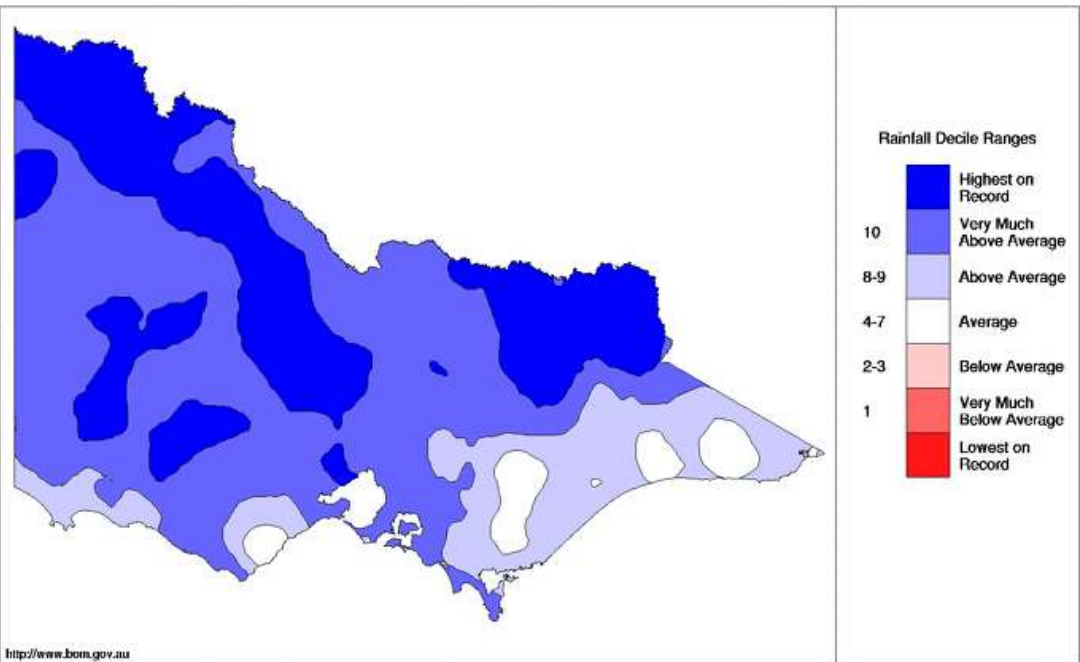 Rainfall Decile Ranges
Highest on
Record
10
Very Much
Above Average
8-9
Above Average
4-7
Average
2-3
Below Average
1
Very Much
Below Average
Lowest on
Record
http://www.bom.gov.au